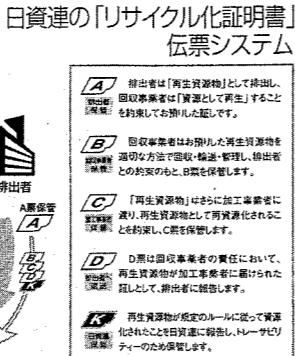 日資連の「リサイクル化証明書」
伝票システム
排出者
A票保管
A
B
C
D
K
A
排出者は「再生資源物」として排出し、
回収事業者は「資源として再生」すること
を約束してお預りした証しです。
B
回収事業者はお預りした再生資源物を
適切な方法で回収・輸送・管理し、排出者
との約束のもと、B票を保管します。
C
「再生資源物」はさらに加工事業者に
渡り、再生資源物として再資源化されるこ
とを約束し、C票を保管します。
D
D票は回収事業者の責任において、
再生資源物が加工事業者に届けられた
証しとして、排出者に報告します。
K
再生資源物が規定のルールに従って資源
化されたことを日資連に報告し、トレーサビリ
ティーのため保管します。